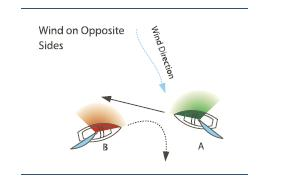 Wind on Opposite
Sides
Wind Direction
B
A